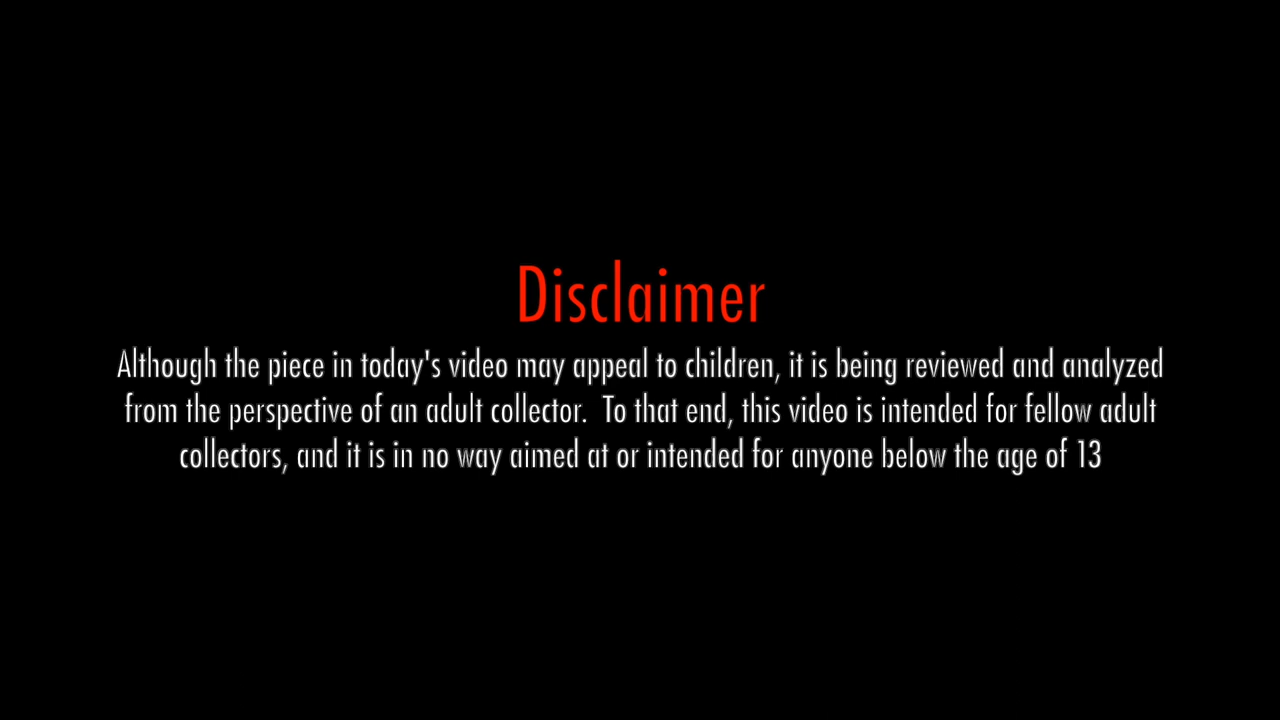 Disclaimer
Although the piece in today's video may appeal to children, it is being reviewed and analyzed
from the perspective of an adult collector.  To that end, this video is intended for fellow adult
collectors, and it is in no way aimed at or intended for anyone below the age of 13